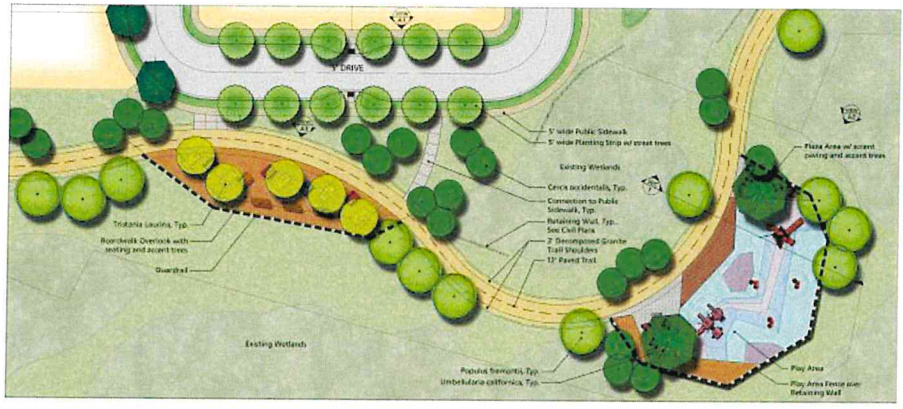 DRIVE
5' wide Public Sidewalk
5' wide Planting Strip w/ street trees
Existing Wetlands
Plaza Area w/ accent
paving and accent trees
Cercis occidentalis, Typ.
Connection to Public
Sidewalk, Typ.
Retaining Wall, Typ.,
See Civil Plans
2' Decomposed Granite
Trail Shoulders
12' Paved Trail
Tristania Laurina, Typ.
Boardwalk Overlook with
seating and accent trees
Guardrail
Existing Wetlands
Populus fremontii, Typ.
Umbellularia californica, Typ.
Play Area
Play Area Fence over
Retaining Wall